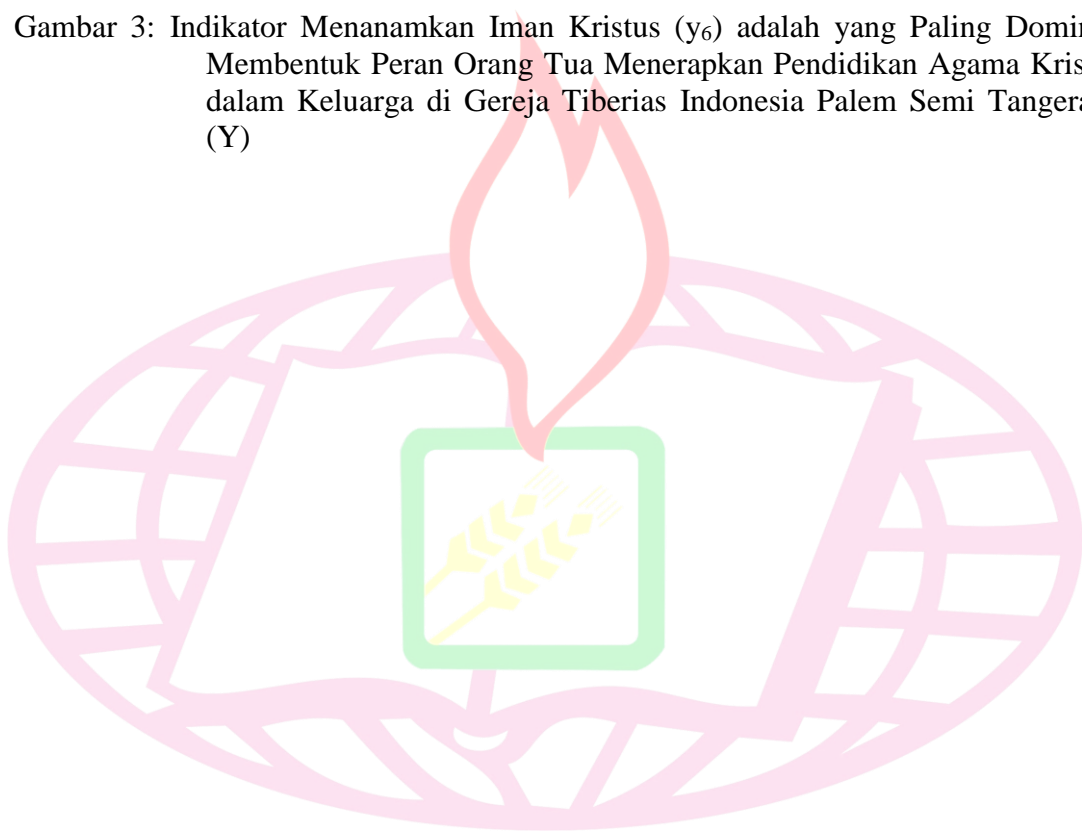 Gambar 3: Indikator Menanamkan Iman Kristus (y₆) adalah yang Paling
Membentuk Peran Orang Tua Menerapkan Pendidikan Agama
dalam Keluarga di Gereja Tiberias Indonesia Palem Semi
(Y)